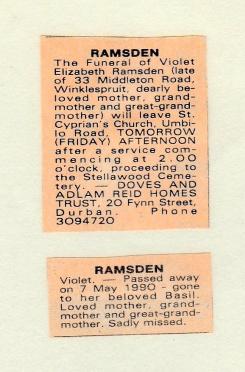 RAMSDEN
The Funeral of Violet
Elizabeth Ramsden (late
of 33 Middleton Road,
Winklespruit, dearly be-
loved mother, grand-
mother and great-grand-
mother) will leave St.
Cyprian's Church, Umbi-
lo Road, TOMORROW
(FRIDAY) AFTERNOON
after a service com-
mencing at 2.00
o'clock, proceeding to
the Stellawood Ceme-
tery. — DOVES AND
ADLAM REID HOMES
TRUST, 20 Fynn Street,
Durban. Phone
3094720
RAMSDEN
Violet. — Passed away
on 7 May 1990 - gone
to her beloved Basil.
Loved mother, grand-
mother and great-grand-
mother. Sadly missed.